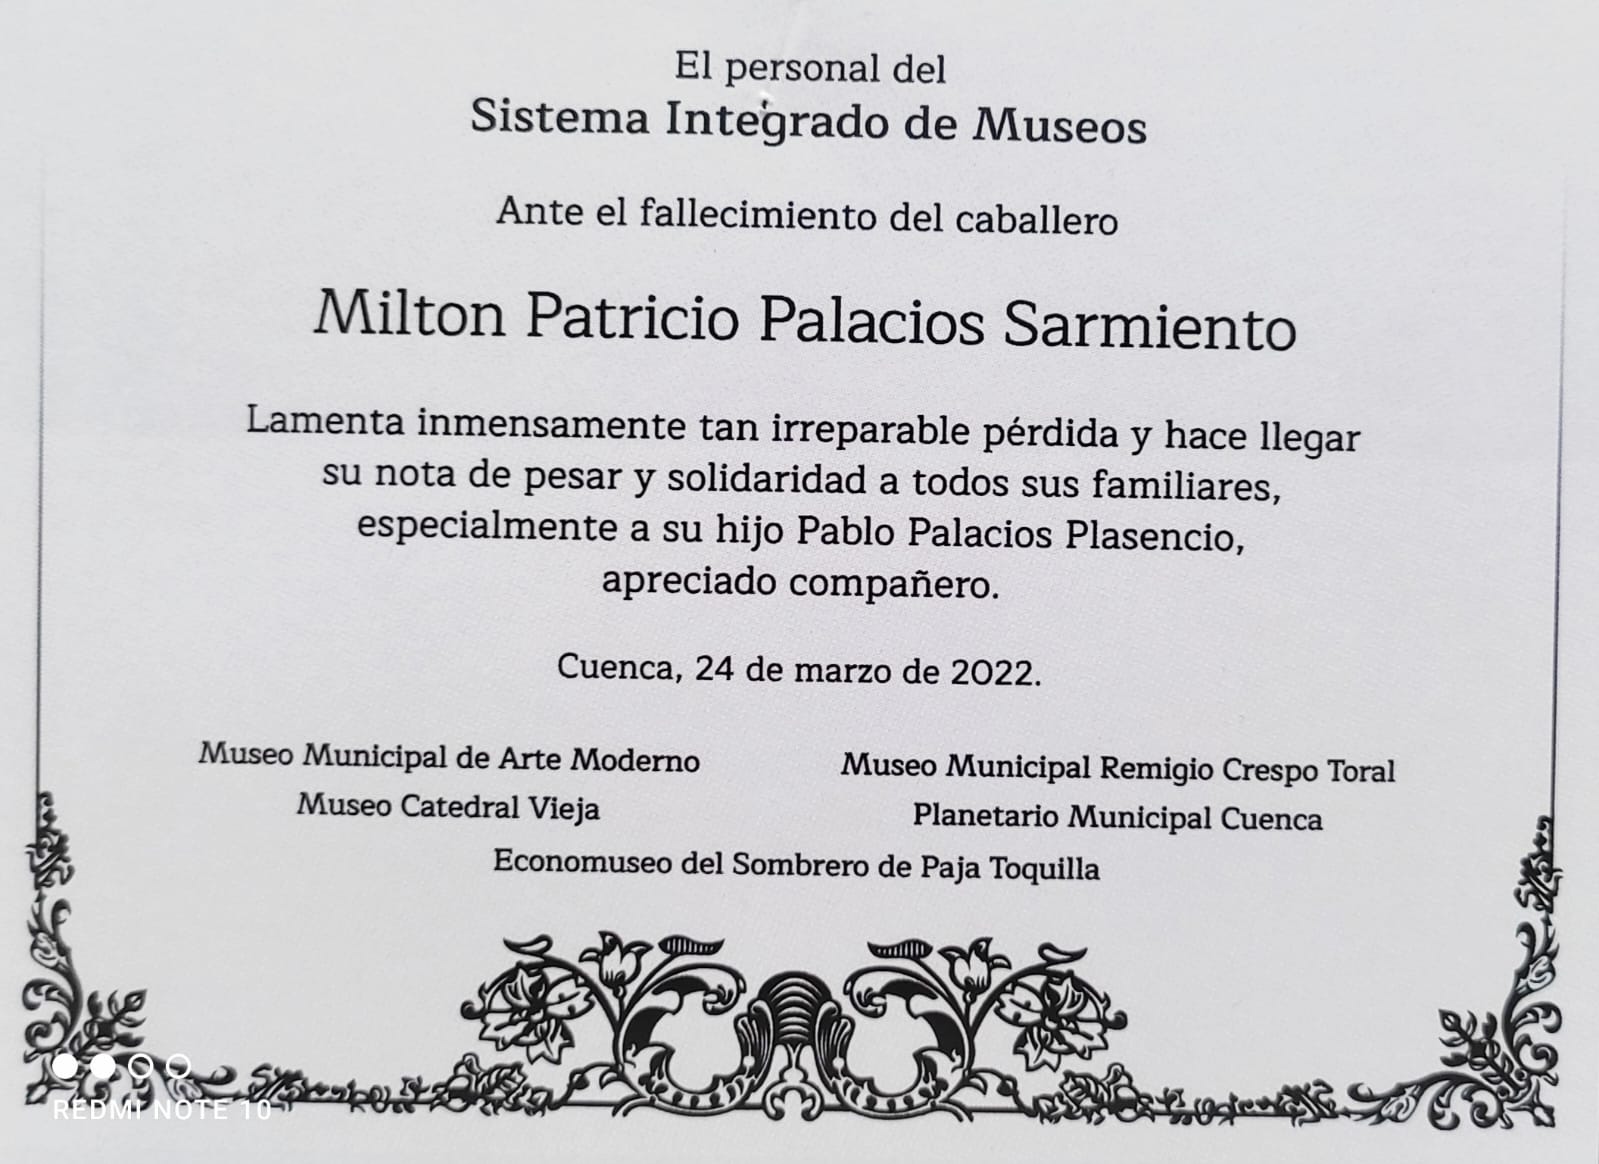 El personal del
Sistema Integrado de Museos
Ante el fallecimiento del caballero
Milton Patricio Palacios Sarmiento
Lamenta inmensamente tan irreparable pérdida y hace llegar
su nota de pesar y solidaridad a todos sus familiares,
especialmente a su hijo Pablo Palacios Plasencio,
apreciado compañero.
Cuenca, 24 de marzo de 2022.
Museo Municipal de Arte Moderno
Museo Municipal Remigio Crespo Toral
Museo Catedral Vieja
Planetario Municipal Cuenca
Economuseo del Sombrero de Paja Toquilla
REDMI NOTE 10